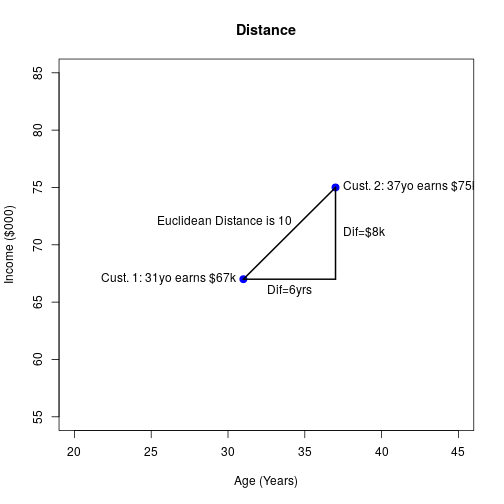 Distance
85
80
75
70
65
60
55
Income ($000)
Cust. 2: 37yo earns $75
Euclidean Distance is 10
Dif=$8k
Cust. 1: 31yo earns $67k
Dif=6yrs
20 25 30 35 40 45
Age (Years)